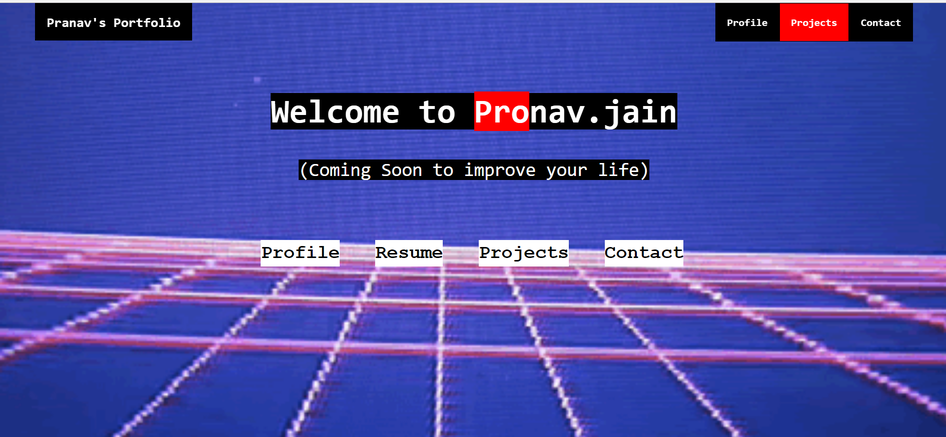 Pranav's Portfolio
Profile Projects Contact
Welcome to Pronav.jain
(Coming Soon to improve your life)
Profile Resume Projects Contact